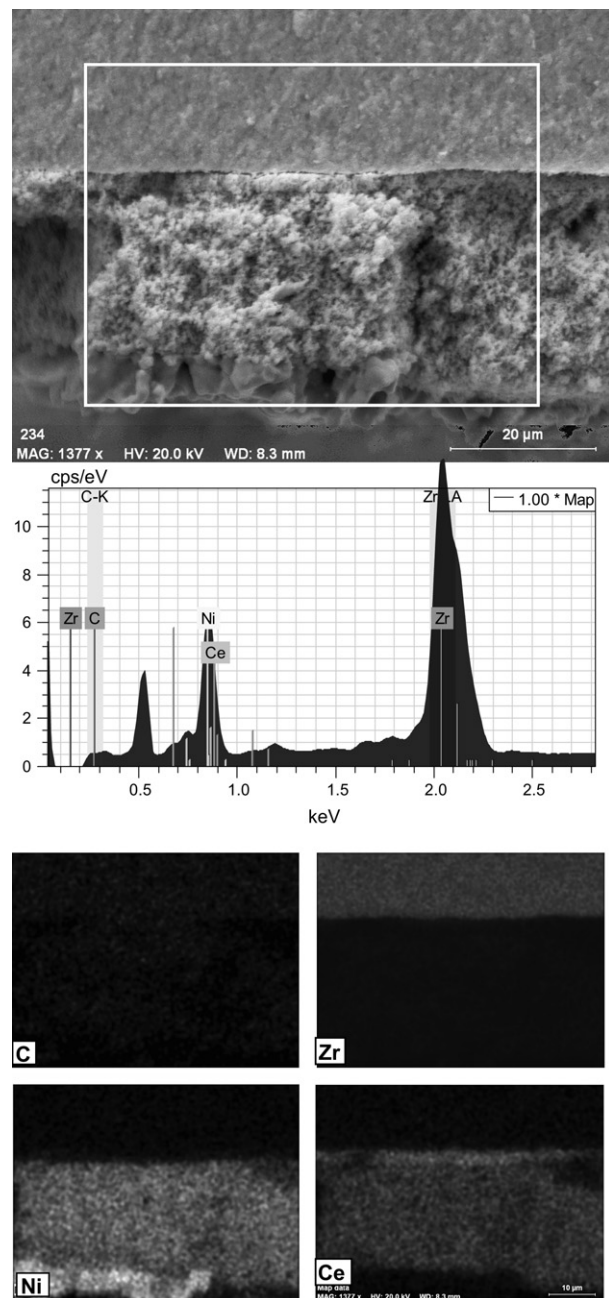 234
MAG: 1377 x HV: 20.0 kV WD: 8.3 mm
20 µm
cps/eV
C-K
1.00 * Map
10
8
6
4
2
0
Zr
C
Ni
Ce
Zr
0.5
1.0
1.5
2.0
2.5
keV
C
Zr
Ni
Ce
Map data
MAG: 1377 x HV: 20.0 kV WD: 8.3 mm
10 µm